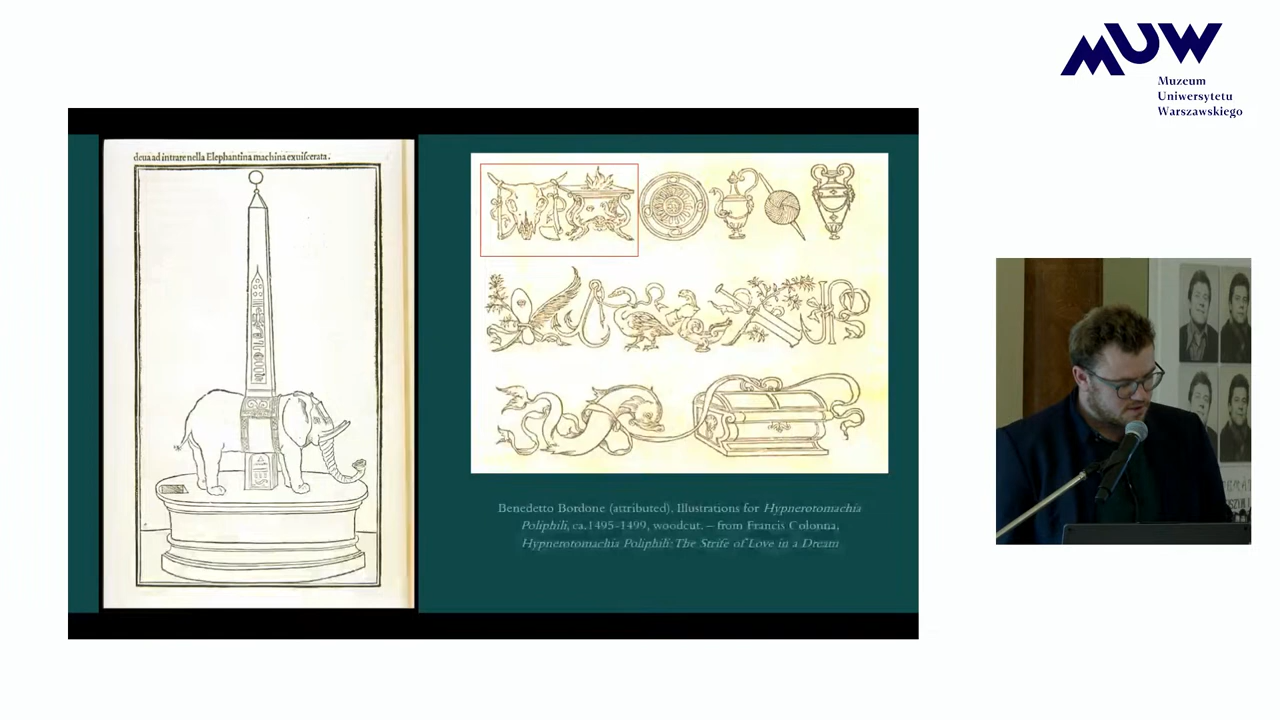 MUW
Muzeum
Uniwersytetu
Warszawskiego
deua ad intrare nella Elephantina machina exuiſcerata.
Benedetto Bordone (attributed), Illustrations for Hypnerotomachia
Poliphili, ca.1495-1499, woodcut. – from Francis Colonna,
Hypnerotomachia Poliphili: The Strife of Love in a Dream